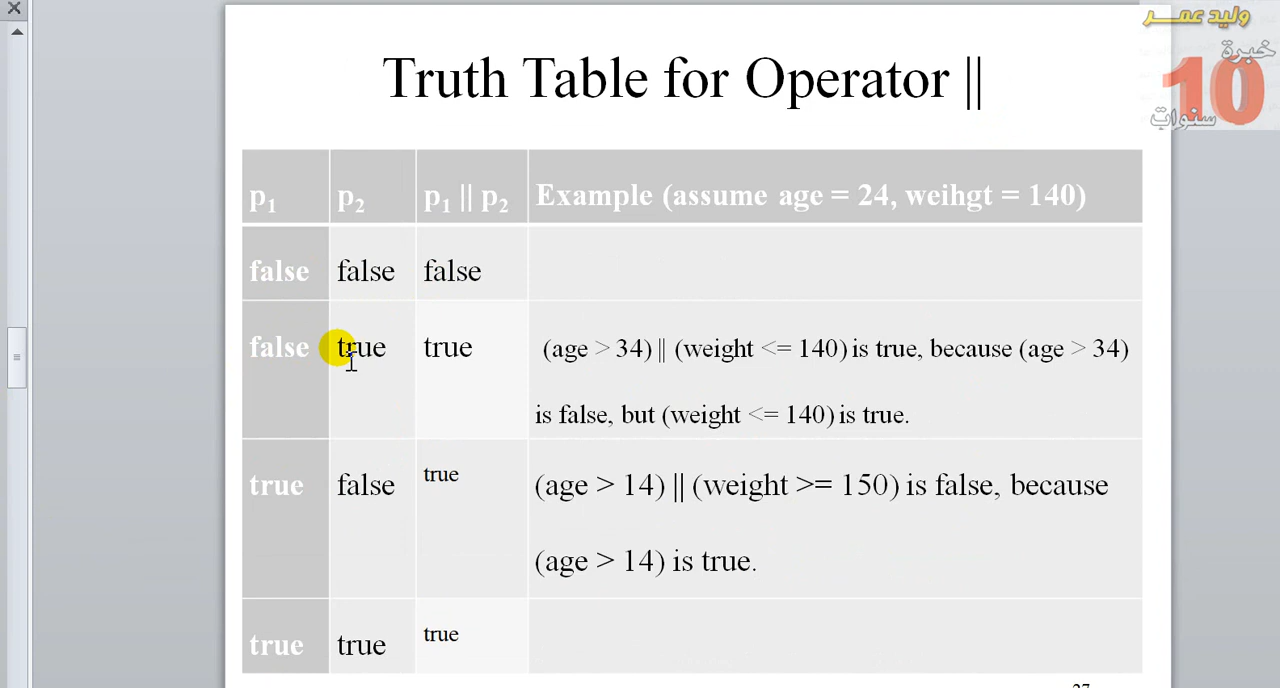 وليد عمر
خبرة
10
سنوات
Truth Table for Operator ||
p1 p2 p1 || p2 Example (assume age = 24, weihgt = 140)
false false false
false true true (age > 34) || (weight <= 140) is true, because (age > 34)
is false, but (weight <= 140) is true.
true false true (age > 14) || (weight >= 150) is false, because
(age > 14) is true.
true true true
27